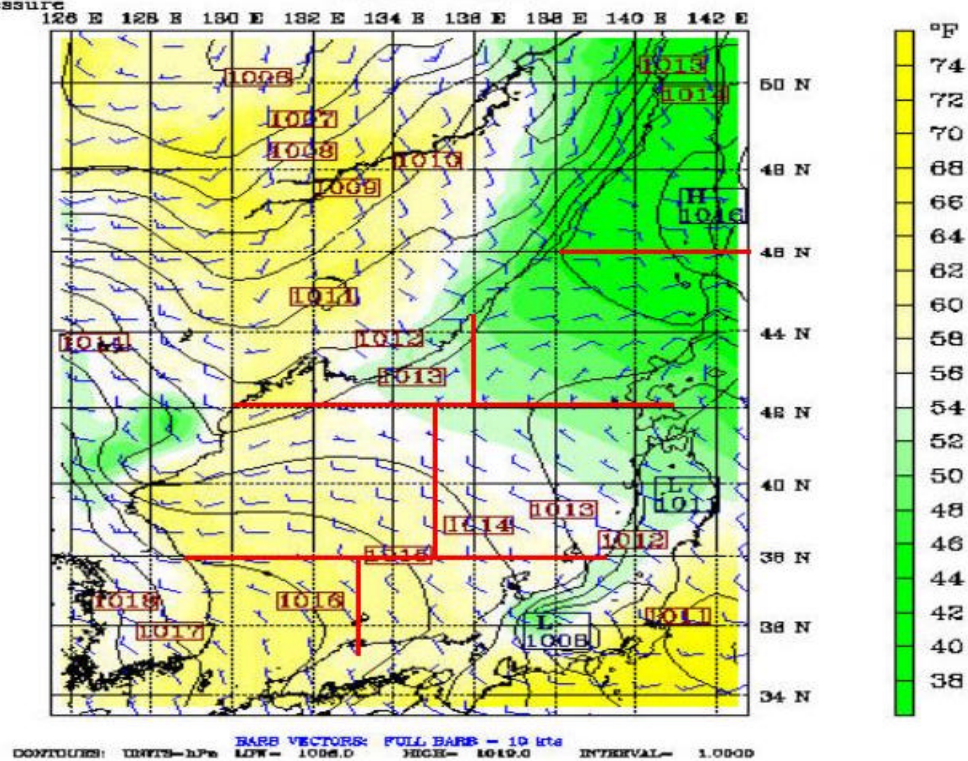 essure
126 E 128 E 130 E 132 E 134 E 136 E 138 E 140 E 142 E
°F
1006
1013
50 N
74
1014
72
1007
70
1008
1010
48 N
68
1009
H
1016
66
46 N
64
62
1011
60
1014
1012
44 N
58
56
1013
54
42 N
52
50
40 N
L
1011
48
1014
1013
46
1015
1012
38 N
44
1018
1016
L
1008
1011
36 N
42
1017
40
38
34 N
BARB VECTORS: FULL BARB = 10 kts
CONTOURS: UNITS=hPa LOW= 1006.0 HIGH= 1019.0 INTERVAL= 1.0000